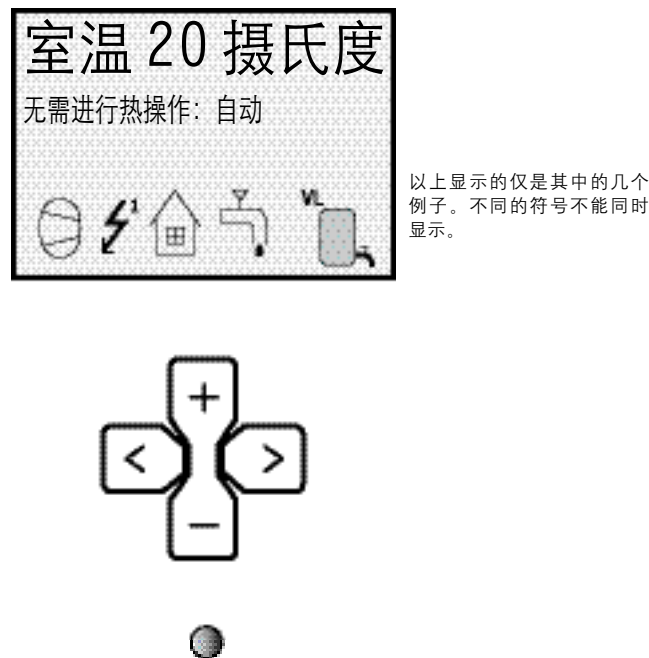 室温 20 摄氏度
无需进行热操作：自动
以上显示的仅是其中的几个
例子。不同的符号不能同时
显示。
1
VL
+
< >
−